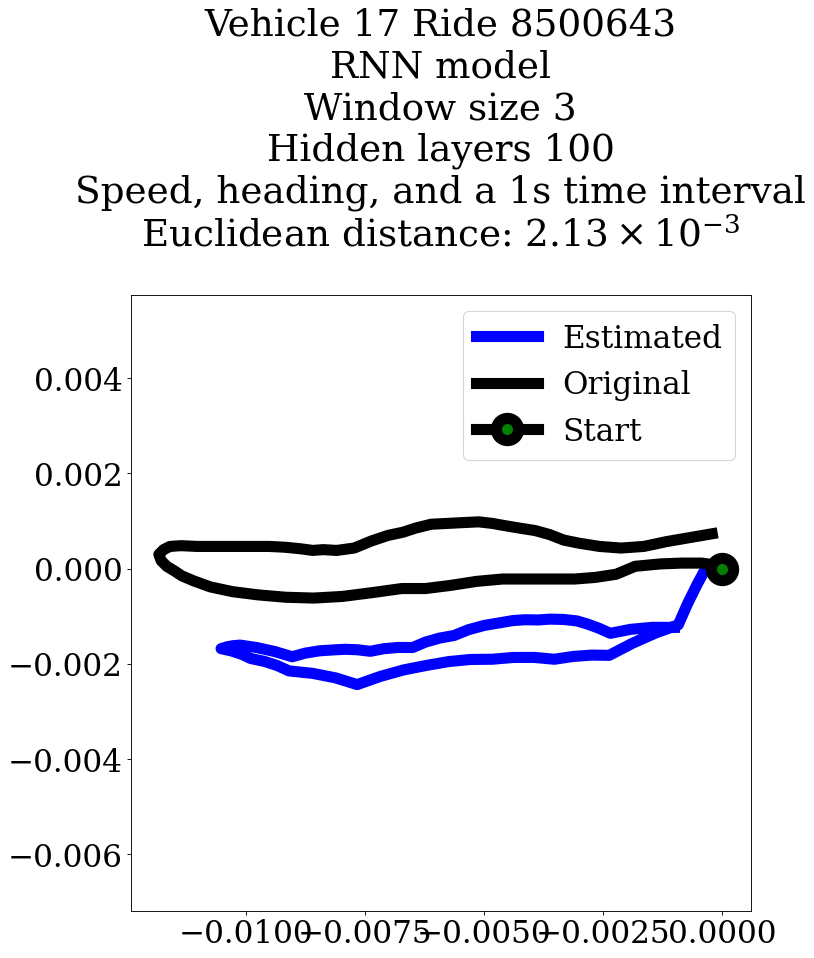 Vehicle 17 Ride 8500643
RNN model
Window size 3
Hidden layers 100
Speed, heading, and a 1s time interval
Euclidean distance: 2.13 × 10⁻³
Estimated
Original
Start
0.004
0.002
0.000
−0.002
−0.004
−0.006
−0.0100 −0.0075 −0.0050 −0.0025 0.0000